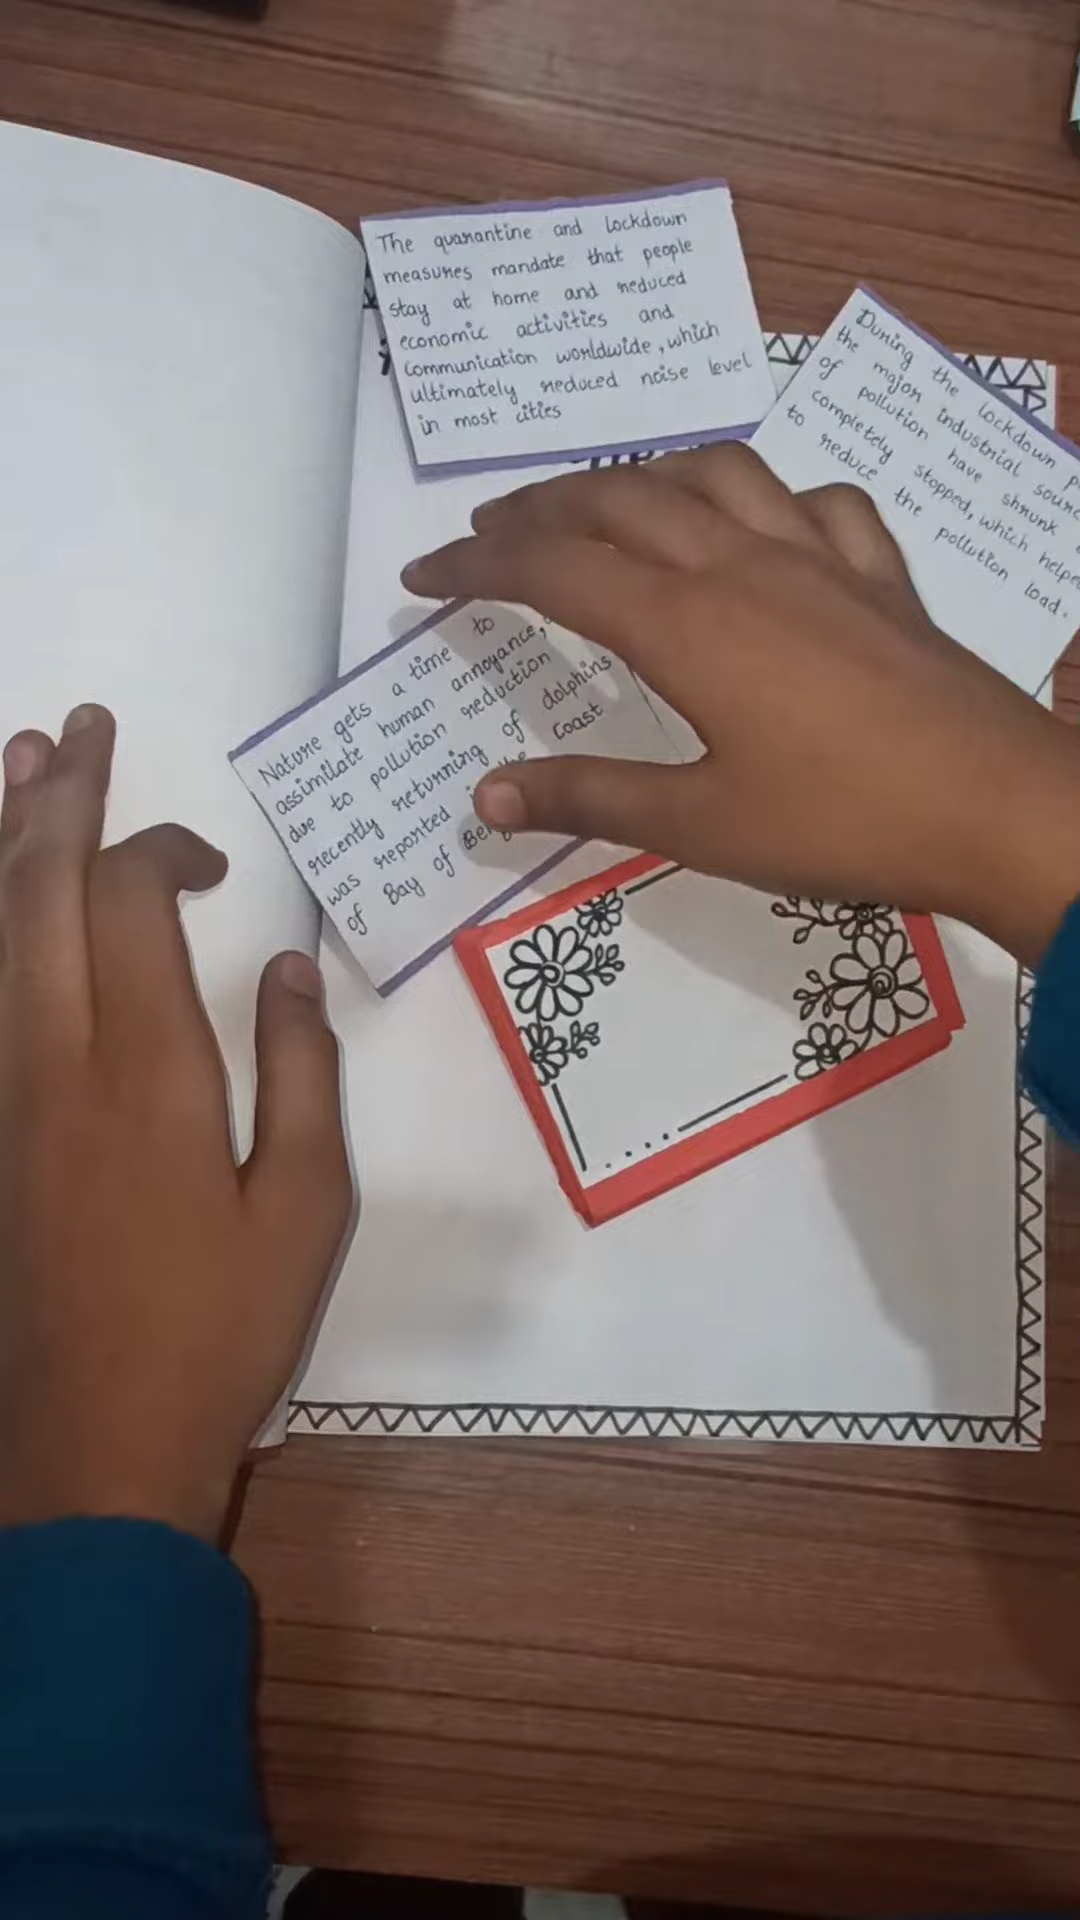 The quarantine and lockdown
measures mandate that people
stay at home and reduced
economic activities and
communication worldwide, which
ultimately reduced noise level
in most cities
During the lockdown
the major industrial
of pollution have shrunk
completely stopped, which
to reduce the pollution load.
Nature gets a time to
assimilate human annoyance,
due to pollution reduction
recently returning of dolphins
was reported
of Bay of coast